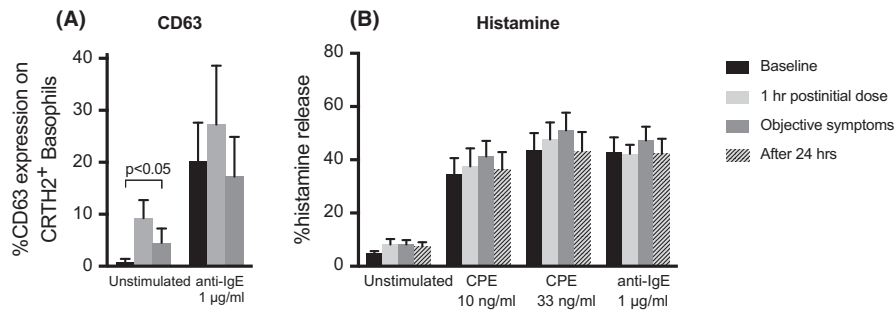 (A) CD63
%CD63 expression on
CRTH2⁺ Basophils
40
30
20
10
0
p<0.05
Unstimulated anti-IgE
1 µg/ml
(B) Histamine
%histamine release
80
60
40
20
0
Unstimulated CPE CPE anti-IgE
10 ng/ml 33 ng/ml 1 µg/ml
Baseline
1 hr postinitial dose
Objective symptoms
After 24 hrs